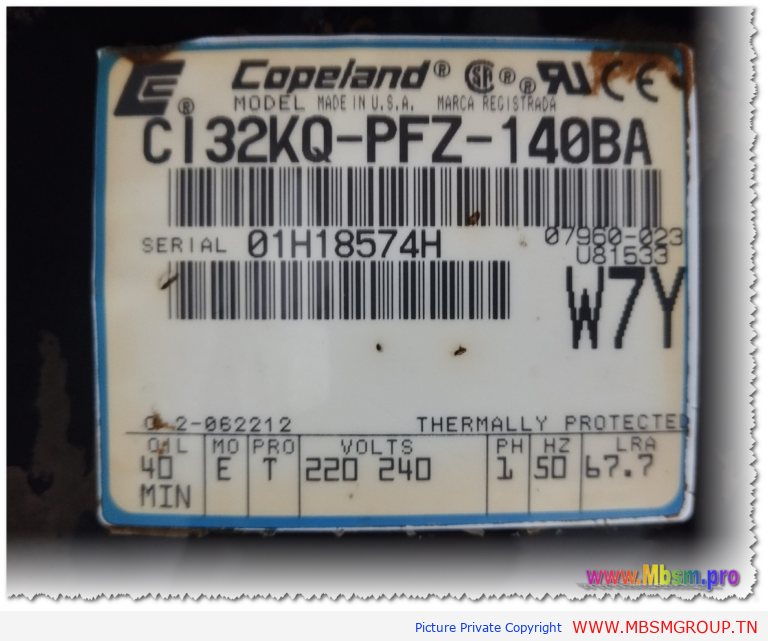 Copeland® ® ® CE
® MODEL MADE IN U.S.A. MARCA REGISTRADA
CI32KQ-PFZ-140BA
SERIAL 01H18574H
07960-023
U81533
W7Y
2-062212 THERMALLY PROTECTED
OIL MO PRO VOLTS PH HZ LRA
40 E T 220 240 1 50 67.7
MIN
www.Mbsm.pro
Picture Private Copyright WWW.MBSMGROUP.TN